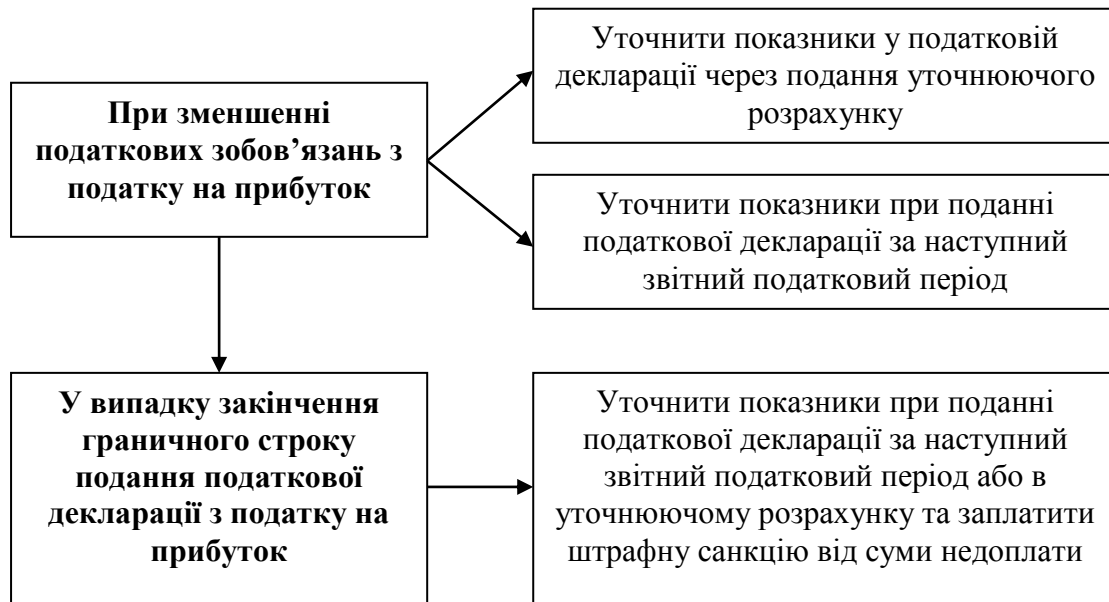 При зменшенні
податкових зобов’язань з
податку на прибуток
Уточнити показники у податковій
декларації через подання уточнюючого
розрахунку
Уточнити показники при поданні
податкової декларації за наступний
звітний податковий період
У випадку закінчення
граничного строку
подання податкової
декларації з податку на
прибуток
Уточнити показники при поданні
податкової декларації за наступний
звітний податковий період або в
уточнюючому розрахунку та заплатити
штрафну санкцію від суми недоплати